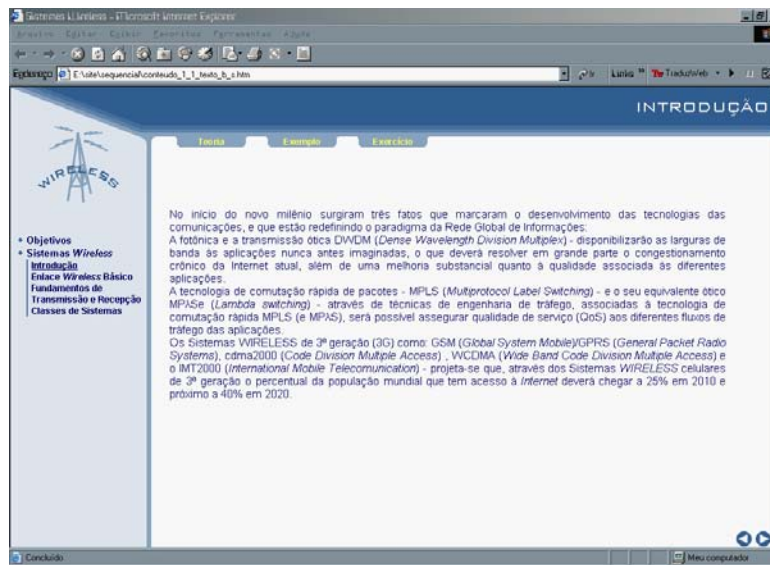 Sistemas Wireless - Microsoft Internet Explorer
Arquivo Editar Exibir Favoritos Ferramentas Ajuda
Endereço E:\site\sequencial\conteudo_1_1_texto_b_s.htm Ir Links TradutWeb
INTRODUÇÃO
Teoria Exemplo Exercício
WIRELESS
Objetivos
Sistemas Wireless
Introdução
Enlace Wireless Básico
Fundamentos de
Transmissão e Recepção
Classes de Sistemas
No início do novo milênio surgiram três fatos que marcaram o desenvolvimento das tecnologias das
comunicações, e que estão redefinindo o paradigma da Rede Global de Informações:
A fotônica e a transmissão ótica DWDM (Dense Wavelength Division Multiplex) - disponibilizarão as larguras de
banda às aplicações nunca antes imaginadas, o que deverá resolver em grande parte o congestionamento
crônico da Internet atual, além de uma melhoria substancial quanto à qualidade associada às diferentes
aplicações.
A tecnologia de comutação rápida de pacotes - MPLS (Multiprotocol Label Switching) - e o seu equivalente ótico
MPλSe (Lambda switching) - através de técnicas de engenharia de tráfego, associadas à tecnologia de
comutação rápida MPLS (e MPλS), será possível assegurar qualidade de serviço (QoS) aos diferentes fluxos de
tráfego das aplicações.
Os Sistemas WIRELESS de 3ª geração (3G) como: GSM (Global System Mobile)/GPRS (General Packet Radio
Systems), cdma2000 (Code Division Multiple Access) , WCDMA (Wide Band Code Division Multiple Access) e
o IMT2000 (International Mobile Telecomunication) - projeta-se que, através dos Sistemas WIRELESS celulares
de 3ª geração o percentual da população mundial que tem acesso à Internet deverá chegar a 25% em 2010 e
próximo a 40% em 2020.
Concluído Meu computador